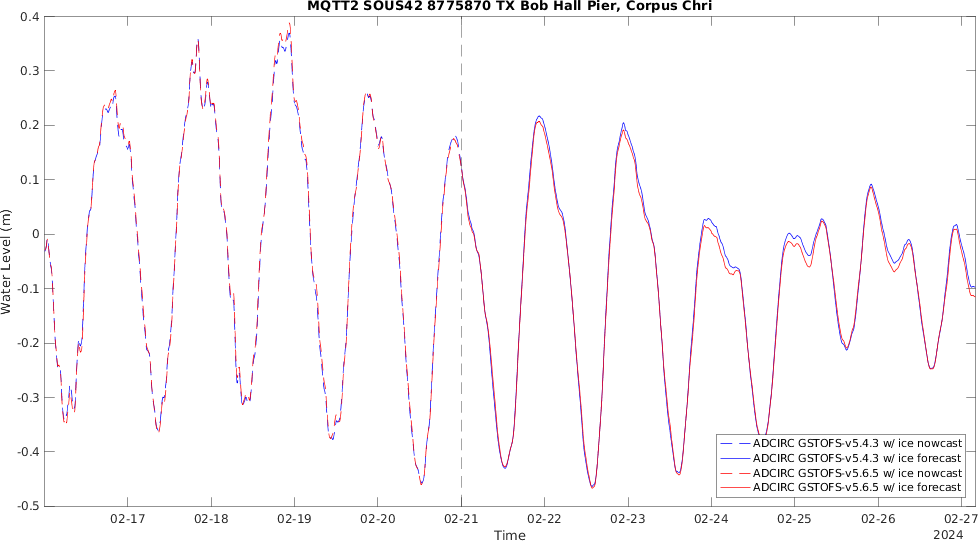 MQTT2 SOUS42 8775870 TX Bob Hall Pier, Corpus Chri
0.4
0.3
0.2
0.1
0
-0.1
-0.2
-0.3
-0.4
-0.5
Water Level (m)
ADCIRC GSTOFS-v5.4.3 w/ ice nowcast
ADCIRC GSTOFS-v5.4.3 w/ ice forecast
ADCIRC GSTOFS-v5.6.5 w/ ice nowcast
ADCIRC GSTOFS-v5.6.5 w/ ice forecast
02-17 02-18 02-19 02-20 02-21 02-22 02-23 02-24 02-25 02-26 02-27
Time 2024